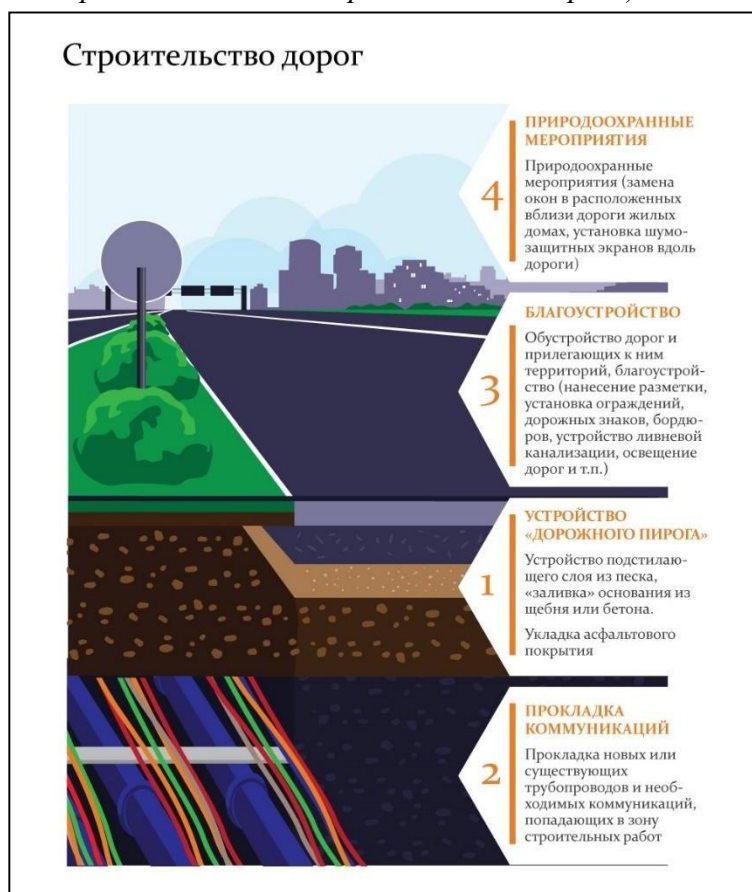 Строительство дорог
ПРИРОДООХРАННЫЕ
МЕРОПРИЯТИЯ
4
Природоохранные
мероприятия (замена
окон в расположенных
вблизи дороги жилых
домах, установка шумо-
защитных экранов вдоль
дороги)
БЛАГОУСТРОЙСТВО
3
Обустройство дорог и
прилегающих к ним
территорий, благоустрой-
ство (нанесение разметки,
установка ограждений,
дорожных знаков, бордю-
ров, устройство ливневой
канализации, освещение
дорог и т.п.)
УСТРОЙСТВО
«ДОРОЖНОГО ПИРОГА»
1
Устройство подстилаю-
щего слоя из песка,
«заливка» основания из
щебня или бетона.
Укладка асфальтового
покрытия
ПРОКЛАДКА
КОММУНИКАЦИЙ
2
Прокладка новых или
существующих
трубопроводов и необ-
ходимых коммуникаций,
попадающих в зону
строительных работ